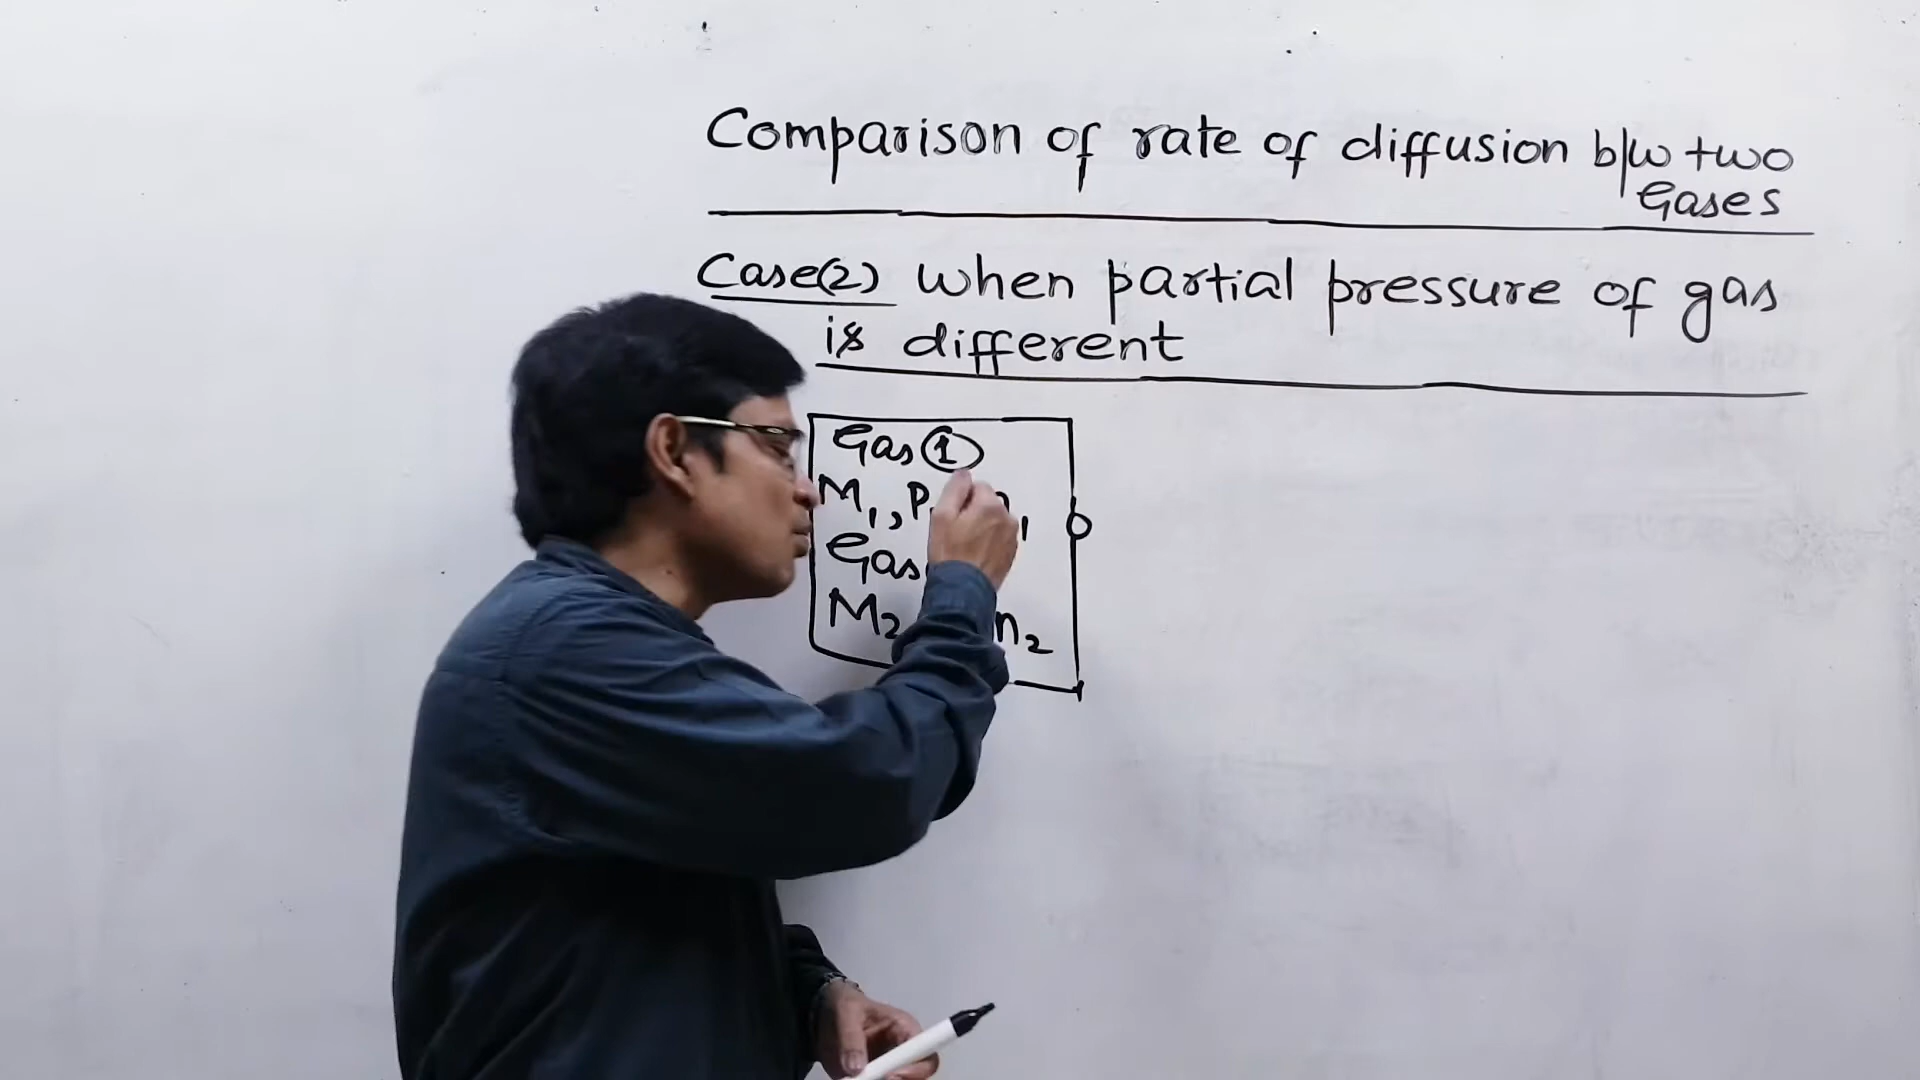 Comparison of rate of diffusion b/w two
Gases
Case(2) when partial pressure of gas
is different
Gas 1
M1, P n1
Gas
M2 n2